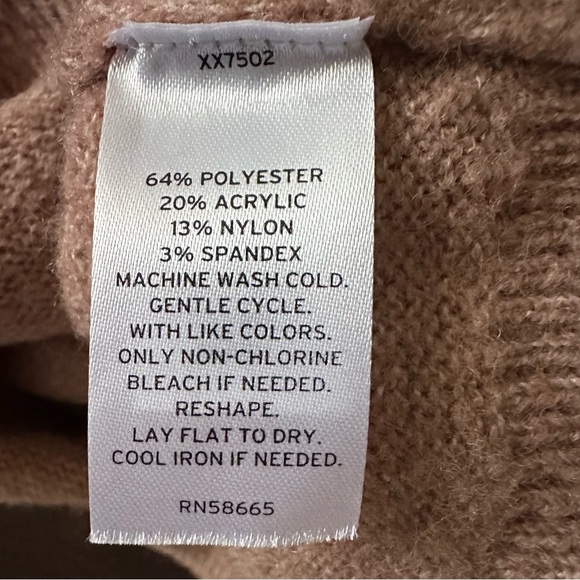 XX7502
64% POLYESTER
20% ACRYLIC
13% NYLON
3% SPANDEX
MACHINE WASH COLD.
GENTLE CYCLE.
WITH LIKE COLORS.
ONLY NON-CHLORINE
BLEACH IF NEEDED.
RESHAPE.
LAY FLAT TO DRY.
COOL IRON IF NEEDED.
RN58665